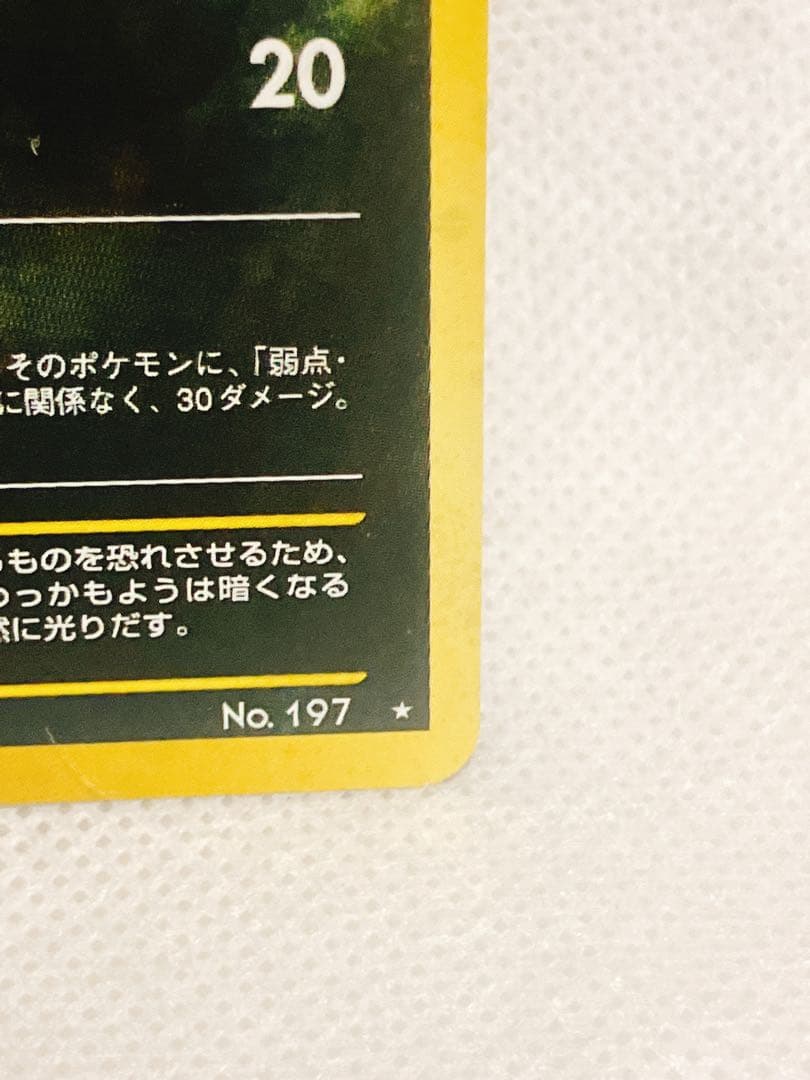 20
そのポケモンに、「弱点・
に関係なく、30ダメージ。
ものを恐れさせるため、
っかもようは暗くなる
に光りだす。
No. 197 ★